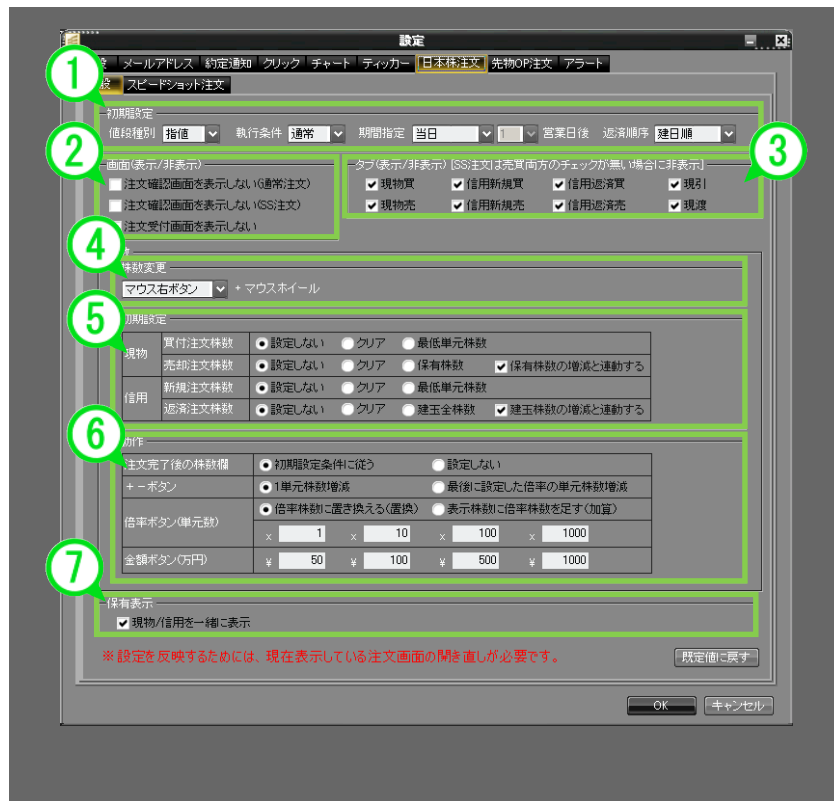 設定
メールアドレス 約定通知 クリック チャート ティッカー 日本株注文 先物OP注文 アラート
1
スピードショット注文
初期設定
値段種別 指値 執行条件 通常 期間指定 当日 1 営業日後 返済順序 建日順
2
3
画面(表示/非表示)
タブ(表示/非表示) [SS注文は売買両方のチェックが無い場合に非表示]
注文確認画面を表示しない(通常注文)
現物買 信用新規買 信用返済買 現引
注文確認画面を表示しない(SS注文)
現物売 信用新規売 信用返済売 現渡
注文受付画面を表示しない
4
株数変更
マウス右ボタン + マウスホイール
5
初期設定
現物
買付注文株数 設定しない クリア 最低単元株数
売却注文株数 設定しない クリア 保有株数 保有株数の増減と連動する
信用
新規注文株数 設定しない クリア 最低単元株数
返済注文株数 設定しない クリア 建玉全株数 建玉株数の増減と連動する
6
動作
注文完了後の株数欄 初期設定条件に従う 設定しない
+-ボタン 1単元株数増減 最後に設定した倍率の単元株数増減
倍率ボタン(単元数) 倍率株数に置き換える(置換) 表示株数に倍率株数を足す(加算)
x 1 x 10 x 100 x 1000
金額ボタン(万円) ¥ 50 ¥ 100 ¥ 500 ¥ 1000
7
保有表示
現物/信用を一緒に表示
※設定を反映するためには、現在表示している注文画面の開き直しが必要です。
既定値に戻す
OK キャンセル